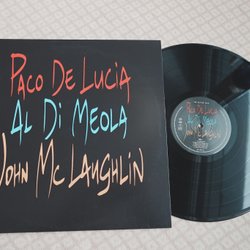 PACO DE LUCIA
AL DI MEOLA
JOHN MCLAUGHLIN